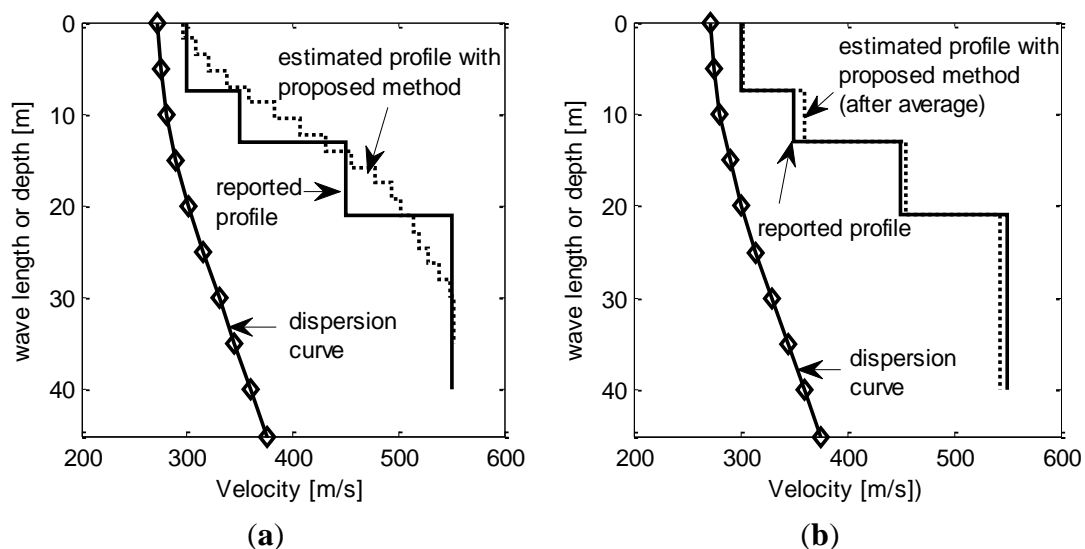 0
10
20
30
40
wave length or depth [m]
200
300
400
500
600
Velocity [m/s]
estimated profile with
proposed method
reported
profile
dispersion
curve
(a)
0
10
20
30
40
wave length or depth [m]
200
300
400
500
600
Velocity [m/s])
estimated profile with
proposed method
(after average)
reported profile
dispersion
curve
(b)